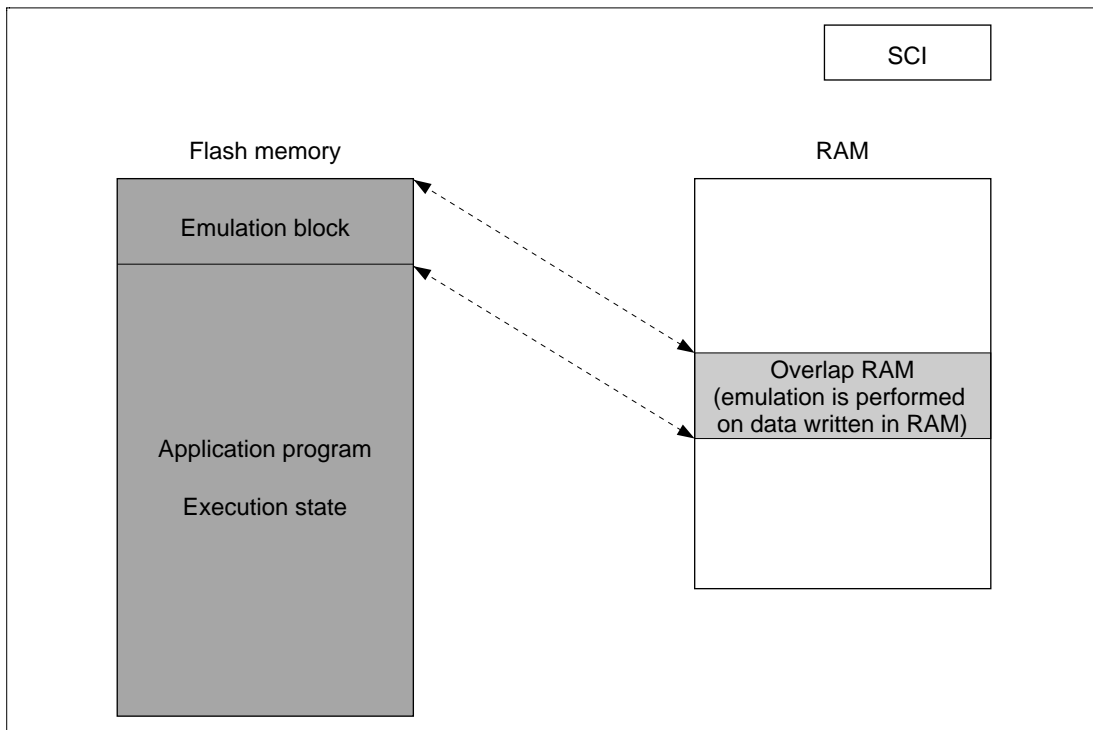 SCI
Flash memory
RAM
Emulation block
Overlap RAM
(emulation is performed
on data written in RAM)
Application program
Execution state